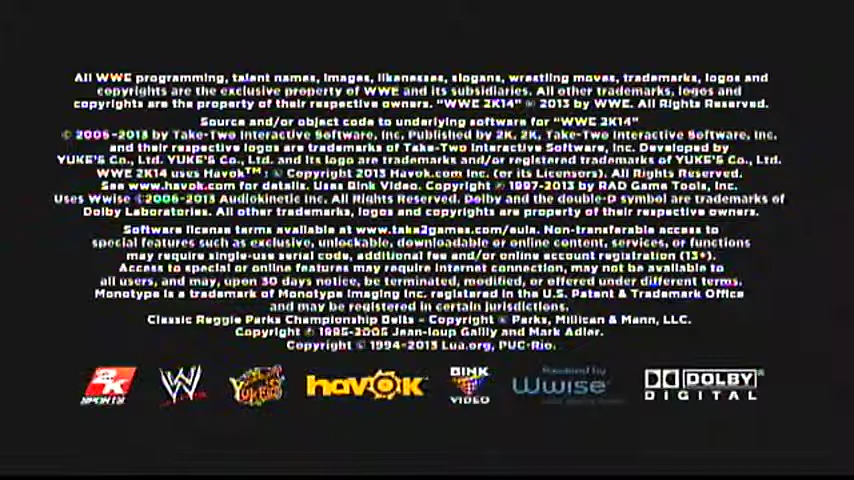 All WWE programming, talent names, images, likenesses, slogans, wrestling moves, trademarks, logos and
copyrights are the exclusive property of WWE and its subsidiaries. All other trademarks, logos and
copyrights are the property of their respective owners. "WWE 2K14" © 2013 by WWE. All Rights Reserved.
Source and/or object code to underlying software for "WWE 2K14"
© 2005-2013 by Take-Two Interactive Software, Inc. Published by 2K. 2K, Take-Two Interactive Software, Inc.
and their respective logos are trademarks of Take-Two Interactive Software, Inc. Developed by
YUKE'S Co., Ltd. YUKE'S Co., Ltd. and its logo are trademarks and/or registered trademarks of YUKE'S Co., Ltd.
WWE 2K14 uses Havok™: © Copyright 2013 Havok.com Inc. (or its Licensors). All Rights Reserved.
See www.havok.com for details. Uses Bink Video. Copyright © 1997-2013 by RAD Game Tools, Inc.
Uses Wwise ©2006-2013 Audiokinetic Inc. All Rights Reserved. Dolby and the double-D symbol are trademarks of
Dolby Laboratories. All other trademarks, logos and copyrights are property of their respective owners.
Software license terms available at www.take2games.com/eula. Non-transferable access to
special features such as exclusive, unlockable, downloadable or online content, services, or functions
may require single-use serial code, additional fee and/or online account registration (13+).
Access to special or online features may require internet connection, may not be available to
all users, and may, upon 30 days notice, be terminated, modified, or offered under different terms.
Monotype is a trademark of Monotype Imaging Inc. registered in the U.S. Patent & Trademark Office
and may be registered in certain jurisdictions.
Classic Reggie Parks Championship Belts - Copyright © Parks, Millican & Mann, LLC.
Copyright © 1995-2005 Jean-loup Gailly and Mark Adler.
Copyright © 1994-2013 Lua.org, PUC-Rio.
2K SPORTS W YUKE'S havok BINK VIDEO Powered by Wwise DOLBY DIGITAL